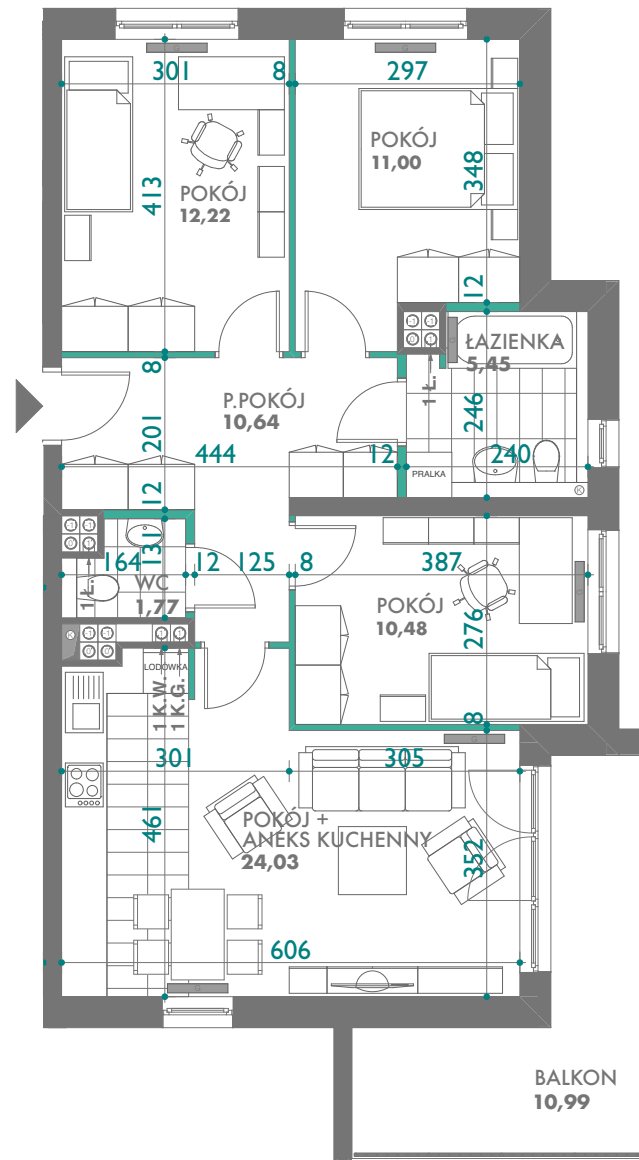 301
8
297
POKÓJ
11,00
348
413
POKÓJ
12,22
12
ŁAZIENKA
5,45
8
1 Ł.
P.POKÓJ
10,64
246
201
444
12
240
PRALKA
12
131
164
12
125
8
387
WC
1,77
1 Ł.
POKÓJ
10,48
276
LODÓWKA
1 K.W.
1 K.G.
8
301
305
461
POKÓJ +
ANEKS KUCHENNY
24,03
352
606
BALKON
10,99